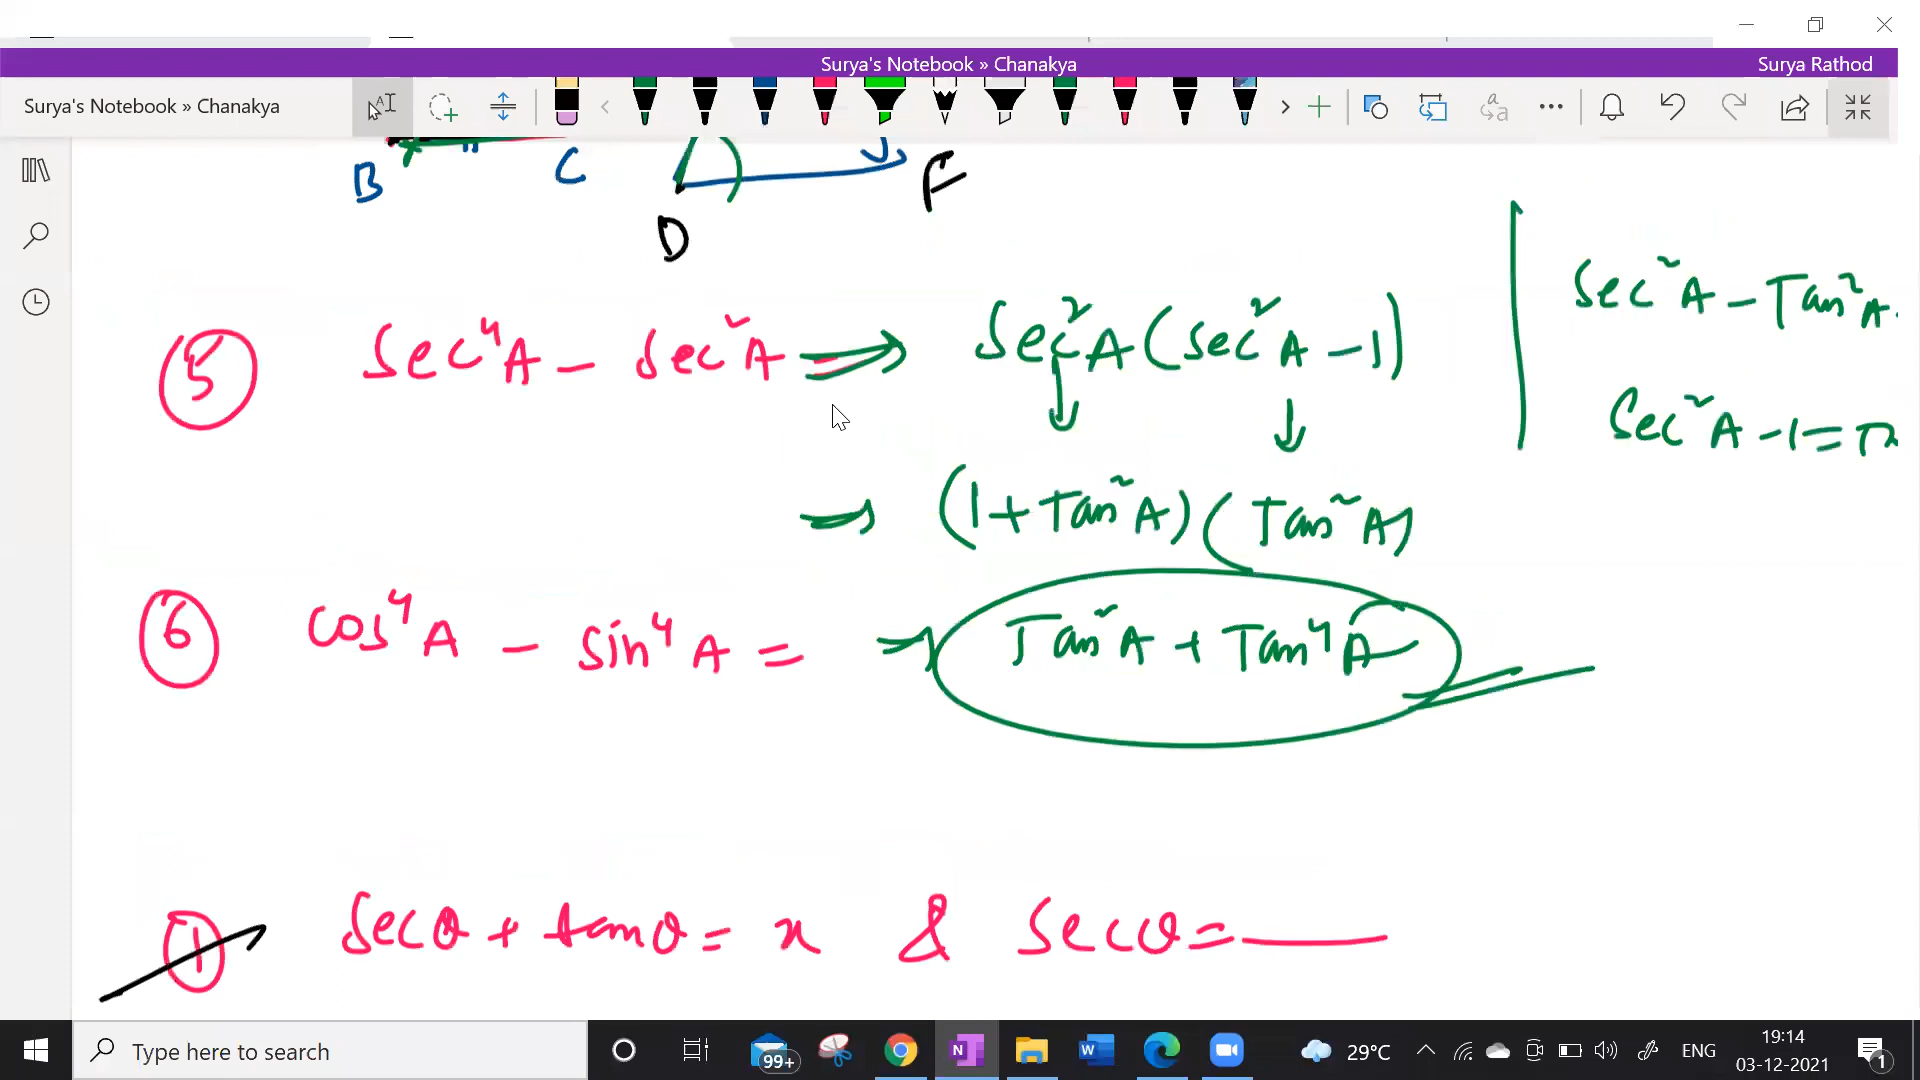 Surya's Notebook » Chanakya
Surya Rathod
Surya's Notebook » Chanakya
B
C
D
F
Sec²A - Tan²A
5 Sec⁴A - Sec²A ⇒ Sec²A (Sec²A - 1)
Sec²A - 1 =
→ (1 + Tan²A) (Tan²A)
6 Cos⁴A - Sin⁴A = → Tan²A + Tan⁴A
1 Secθ + tanθ = x & Secθ = ____
Type here to search
99+
29°C
ENG
19:14
03-12-2021
1